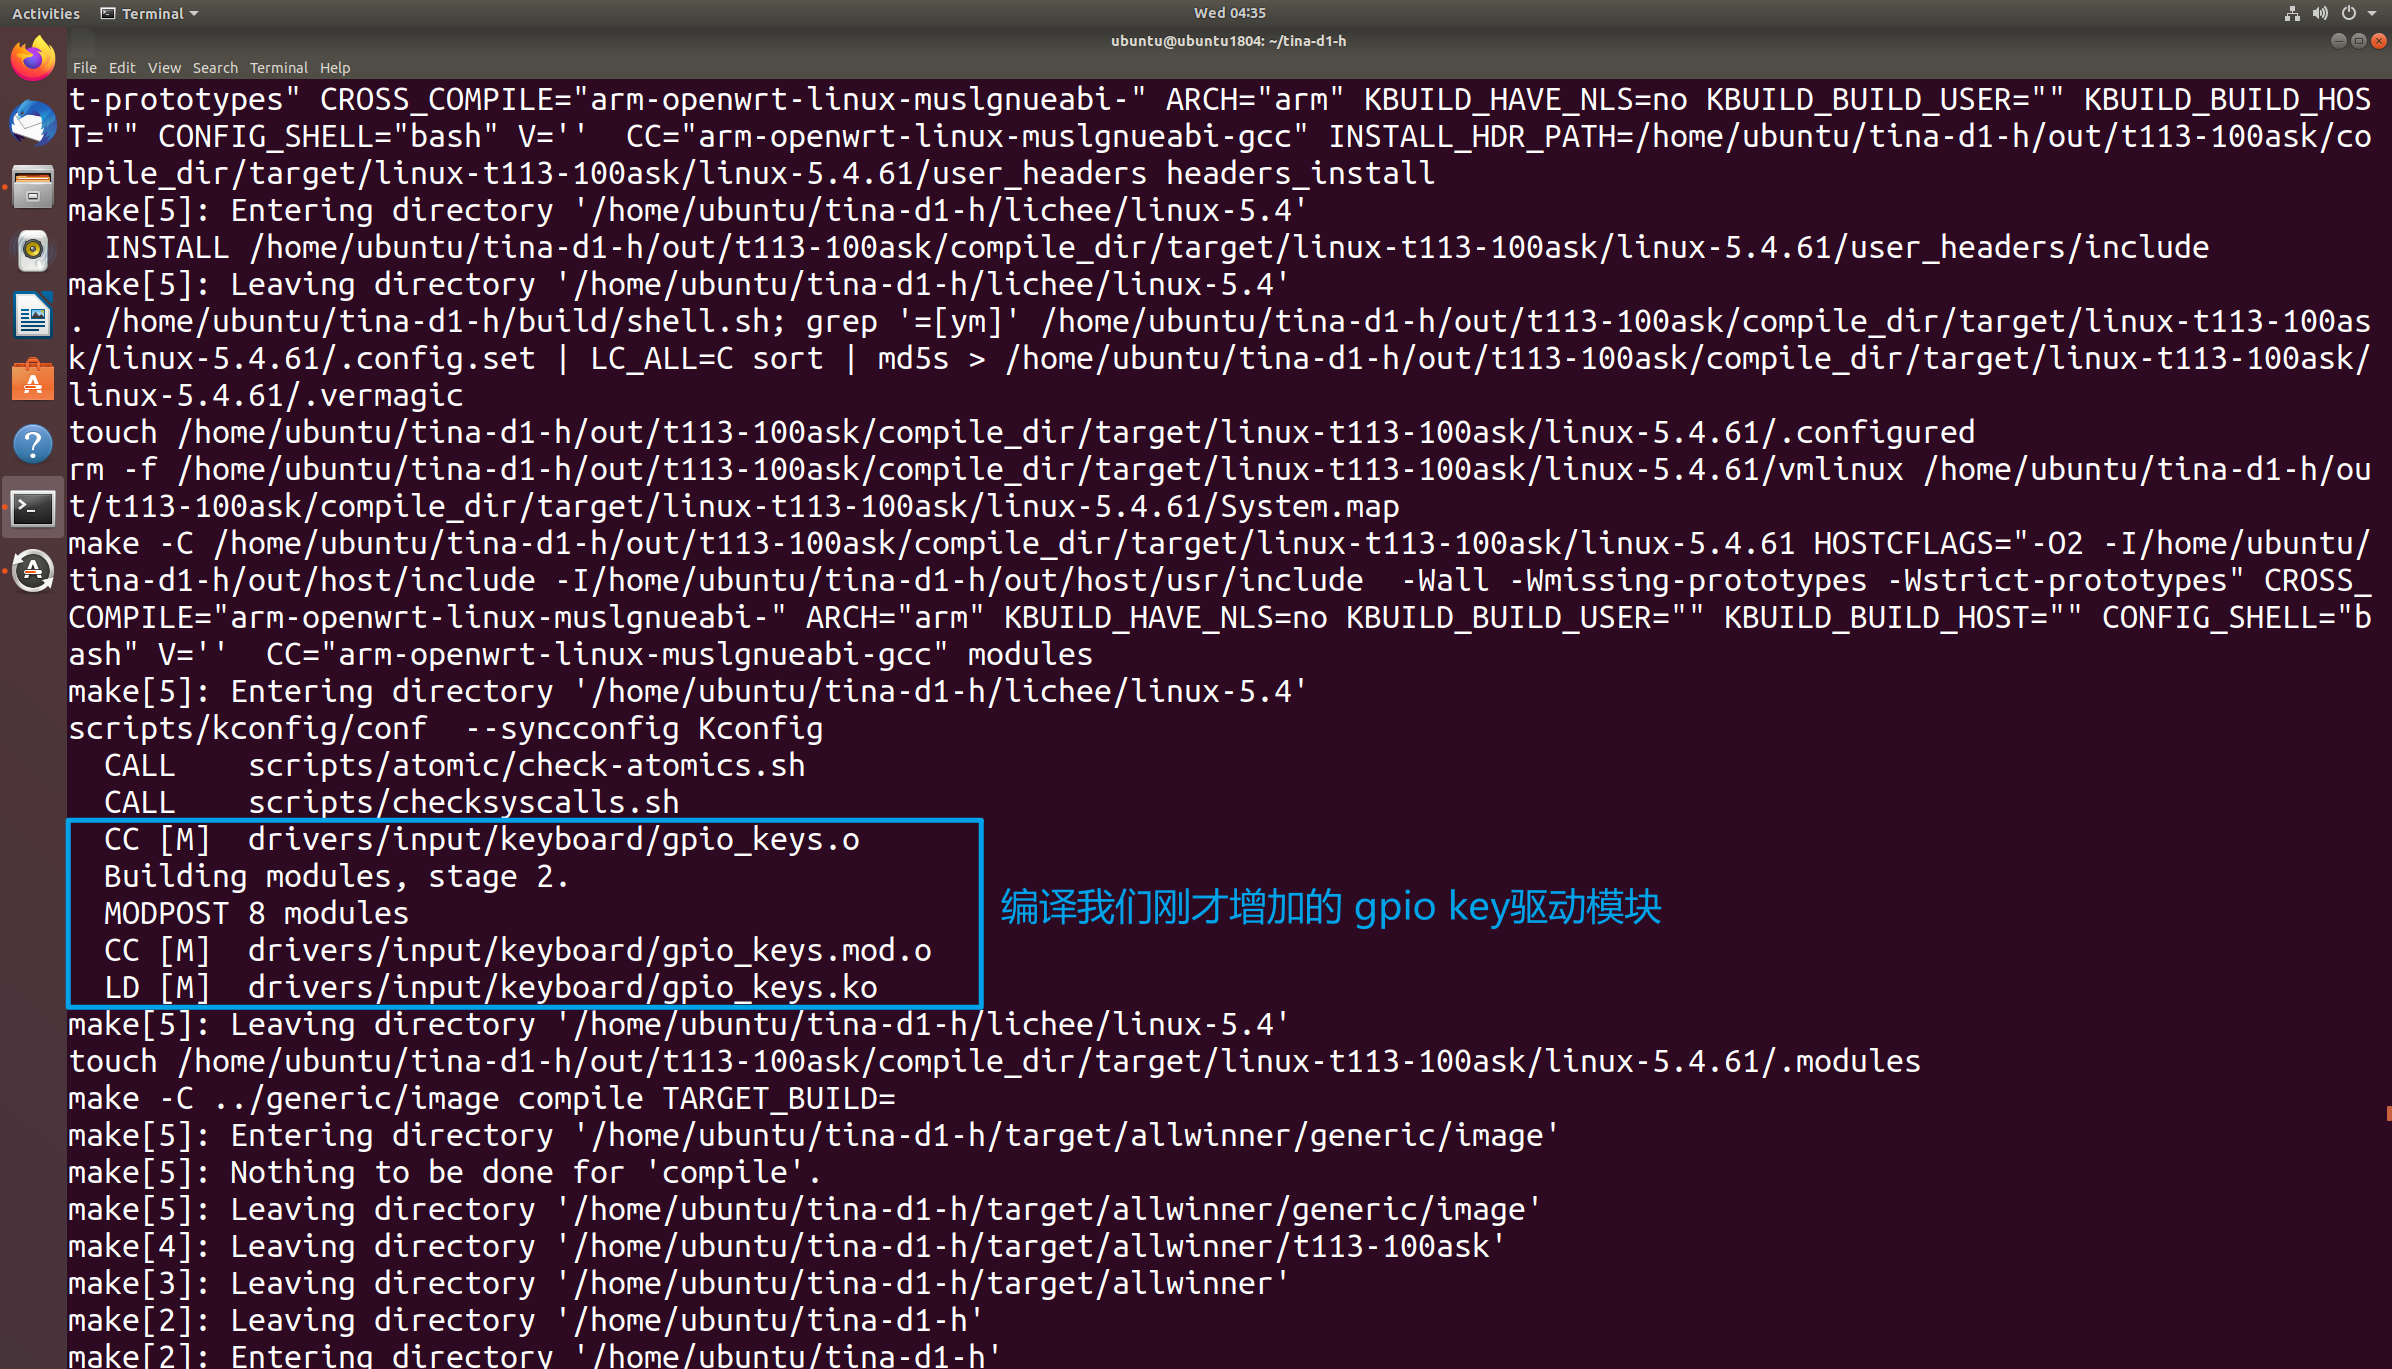 Activities Terminal Wed 04:35
ubuntu@ubuntu1804: ~/tina-d1-h
File Edit View Search Terminal Help
t-prototypes" CROSS_COMPILE="arm-openwrt-linux-muslgnueabi-" ARCH="arm" KBUILD_HAVE_NLS=no KBUILD_BUILD_USER="" KBUILD_BUILD_HOS
T="" CONFIG_SHELL="bash" V=''  CC="arm-openwrt-linux-muslgnueabi-gcc" INSTALL_HDR_PATH=/home/ubuntu/tina-d1-h/out/t113-100ask/co
mpile_dir/target/linux-t113-100ask/linux-5.4.61/user_headers headers_install
make[5]: Entering directory '/home/ubuntu/tina-d1-h/lichee/linux-5.4'
  INSTALL /home/ubuntu/tina-d1-h/out/t113-100ask/compile_dir/target/linux-t113-100ask/linux-5.4.61/user_headers/include
make[5]: Leaving directory '/home/ubuntu/tina-d1-h/lichee/linux-5.4'
. /home/ubuntu/tina-d1-h/build/shell.sh; grep '=[ym]' /home/ubuntu/tina-d1-h/out/t113-100ask/compile_dir/target/linux-t113-100as
k/linux-5.4.61/.config.set | LC_ALL=C sort | md5s > /home/ubuntu/tina-d1-h/out/t113-100ask/compile_dir/target/linux-t113-100ask/
linux-5.4.61/.vermagic
touch /home/ubuntu/tina-d1-h/out/t113-100ask/compile_dir/target/linux-t113-100ask/linux-5.4.61/.configured
rm -f /home/ubuntu/tina-d1-h/out/t113-100ask/compile_dir/target/linux-t113-100ask/linux-5.4.61/vmlinux /home/ubuntu/tina-d1-h/ou
t/t113-100ask/compile_dir/target/linux-t113-100ask/linux-5.4.61/System.map
make -C /home/ubuntu/tina-d1-h/out/t113-100ask/compile_dir/target/linux-t113-100ask/linux-5.4.61 HOSTCFLAGS="-O2 -I/home/ubuntu/
tina-d1-h/out/host/include -I/home/ubuntu/tina-d1-h/out/host/usr/include  -Wall -Wmissing-prototypes -Wstrict-prototypes" CROSS_
COMPILE="arm-openwrt-linux-muslgnueabi-" ARCH="arm" KBUILD_HAVE_NLS=no KBUILD_BUILD_USER="" KBUILD_BUILD_HOST="" CONFIG_SHELL="b
ash" V=''  CC="arm-openwrt-linux-muslgnueabi-gcc" modules
make[5]: Entering directory '/home/ubuntu/tina-d1-h/lichee/linux-5.4'
scripts/kconfig/conf  --syncconfig Kconfig
  CALL    scripts/atomic/check-atomics.sh
  CALL    scripts/checksyscalls.sh
  CC [M]  drivers/input/keyboard/gpio_keys.o
  Building modules, stage 2.
编译我们刚才增加的 gpio key驱动模块
  MODPOST 8 modules
  CC [M]  drivers/input/keyboard/gpio_keys.mod.o
  LD [M]  drivers/input/keyboard/gpio_keys.ko
make[5]: Leaving directory '/home/ubuntu/tina-d1-h/lichee/linux-5.4'
touch /home/ubuntu/tina-d1-h/out/t113-100ask/compile_dir/target/linux-t113-100ask/linux-5.4.61/.modules
make -C ../generic/image compile TARGET_BUILD=
make[5]: Entering directory '/home/ubuntu/tina-d1-h/target/allwinner/generic/image'
make[5]: Nothing to be done for 'compile'.
make[5]: Leaving directory '/home/ubuntu/tina-d1-h/target/allwinner/generic/image'
make[4]: Leaving directory '/home/ubuntu/tina-d1-h/target/allwinner/t113-100ask'
make[3]: Leaving directory '/home/ubuntu/tina-d1-h/target/allwinner'
make[2]: Leaving directory '/home/ubuntu/tina-d1-h'
make[2]: Entering directory '/home/ubuntu/tina-d1-h'